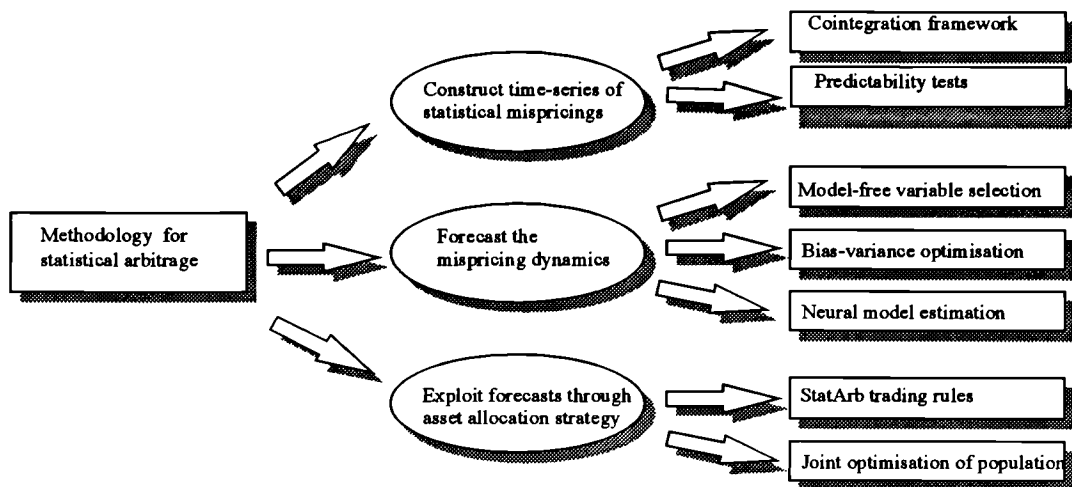 Methodology for
statistical arbitrage
Construct time-series of
statistical mispricings
Cointegration framework
Predictability tests
Forecast the
mispricing dynamics
Model-free variable selection
Bias-variance optimisation
Neural model estimation
Exploit forecasts through
asset allocation strategy
StatArb trading rules
Joint optimisation of population